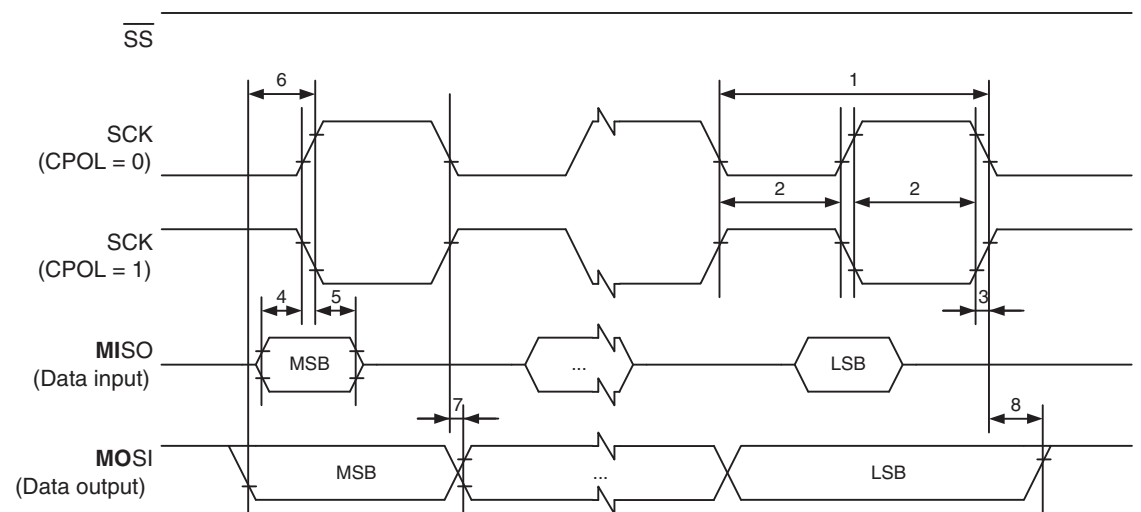 SS
6
1
SCK
(CPOL = 0)
2
2
SCK
(CPOL = 1)
4
5
3
MISO
(Data input)
MSB
...
LSB
7
8
MOSI
(Data output)
MSB
...
LSB